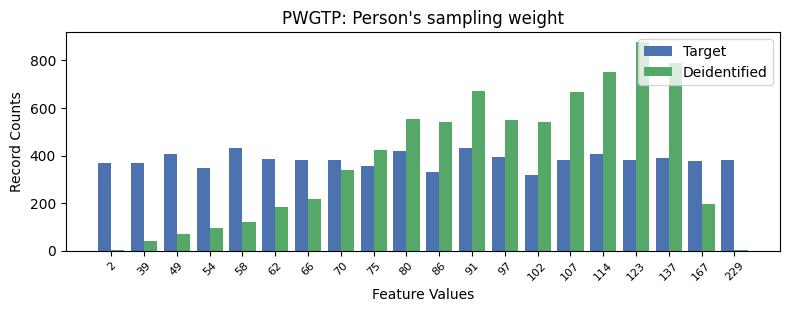 PWGTP: Person's sampling weight
Target
Deidentified
Record Counts
800
600
400
200
0
2 39 49 54 58 62 66 70 75 80 86 91 97 102 107 114 123 137 167 229
Feature Values